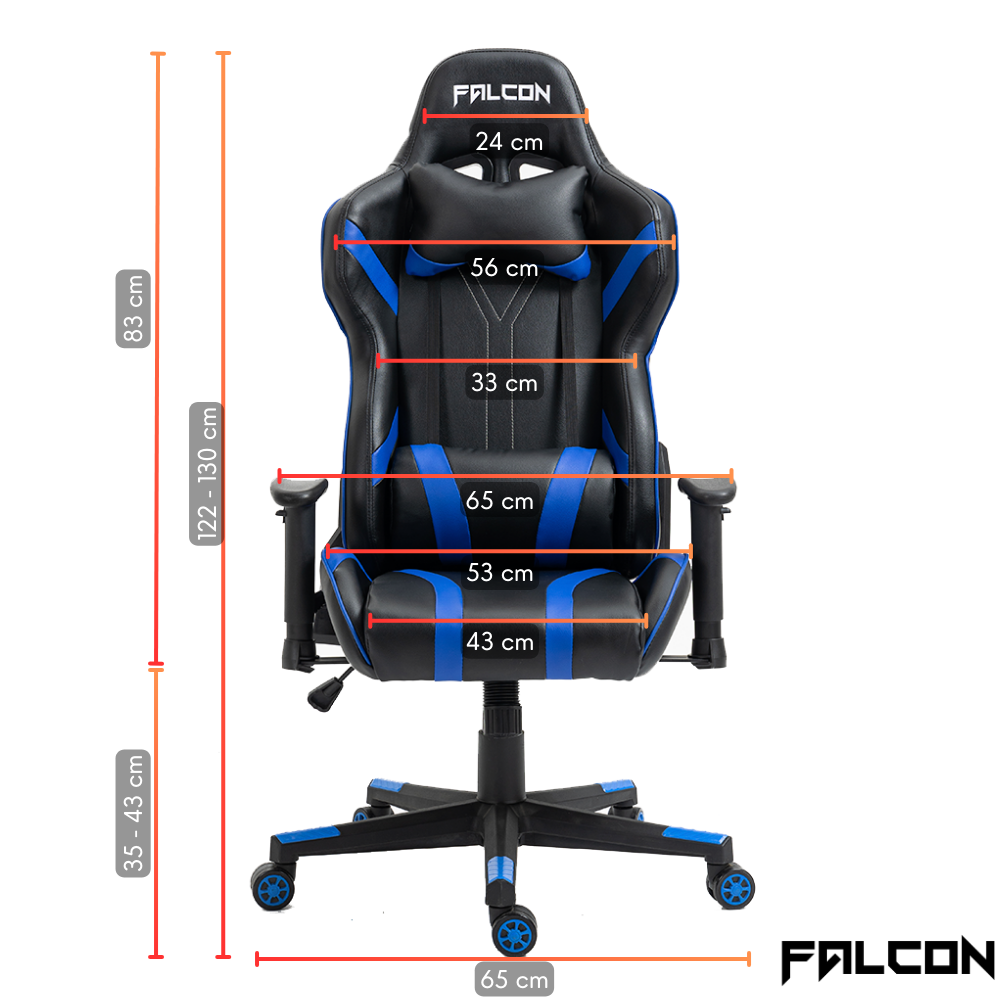 FALCON
24 cm
56 cm
83 cm
33 cm
122 - 130 cm
65 cm
53 cm
43 cm
35 - 43 cm
65 cm
FALCON